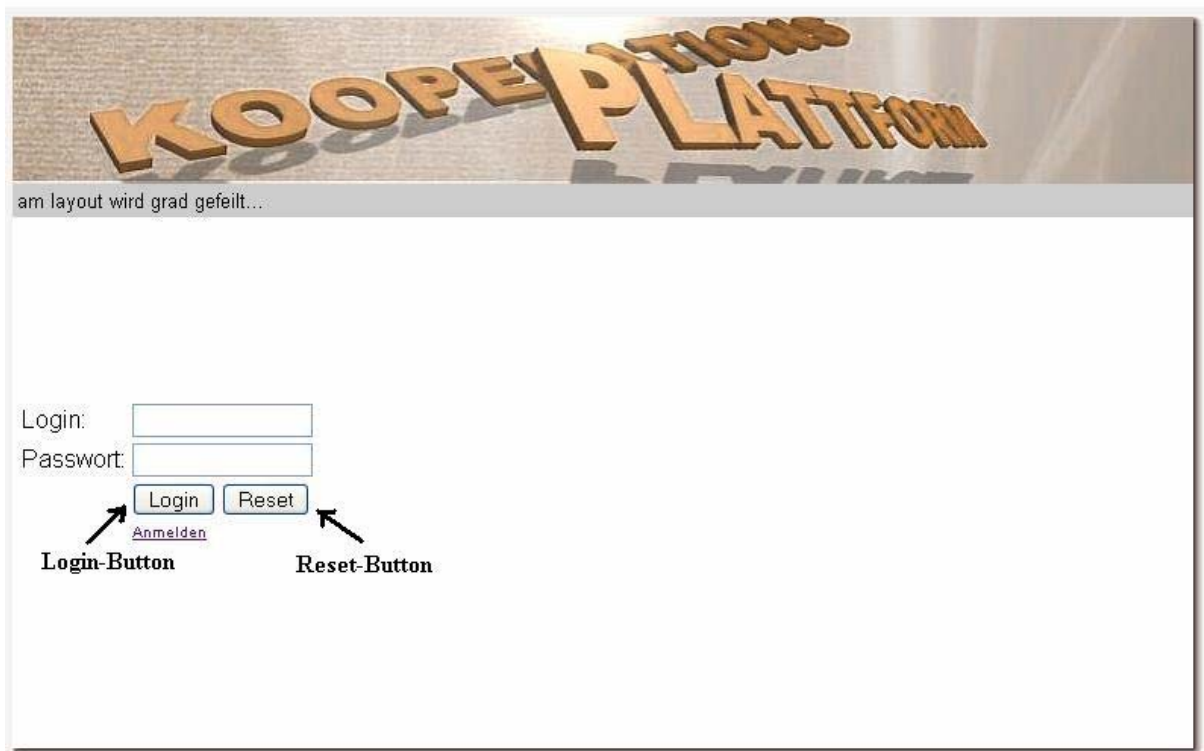 KOOPERATIONS
PLATTFORM
am layout wird grad gefeilt...
Login:
Passwort:
Login Reset
Anmelden
Login-Button Reset-Button